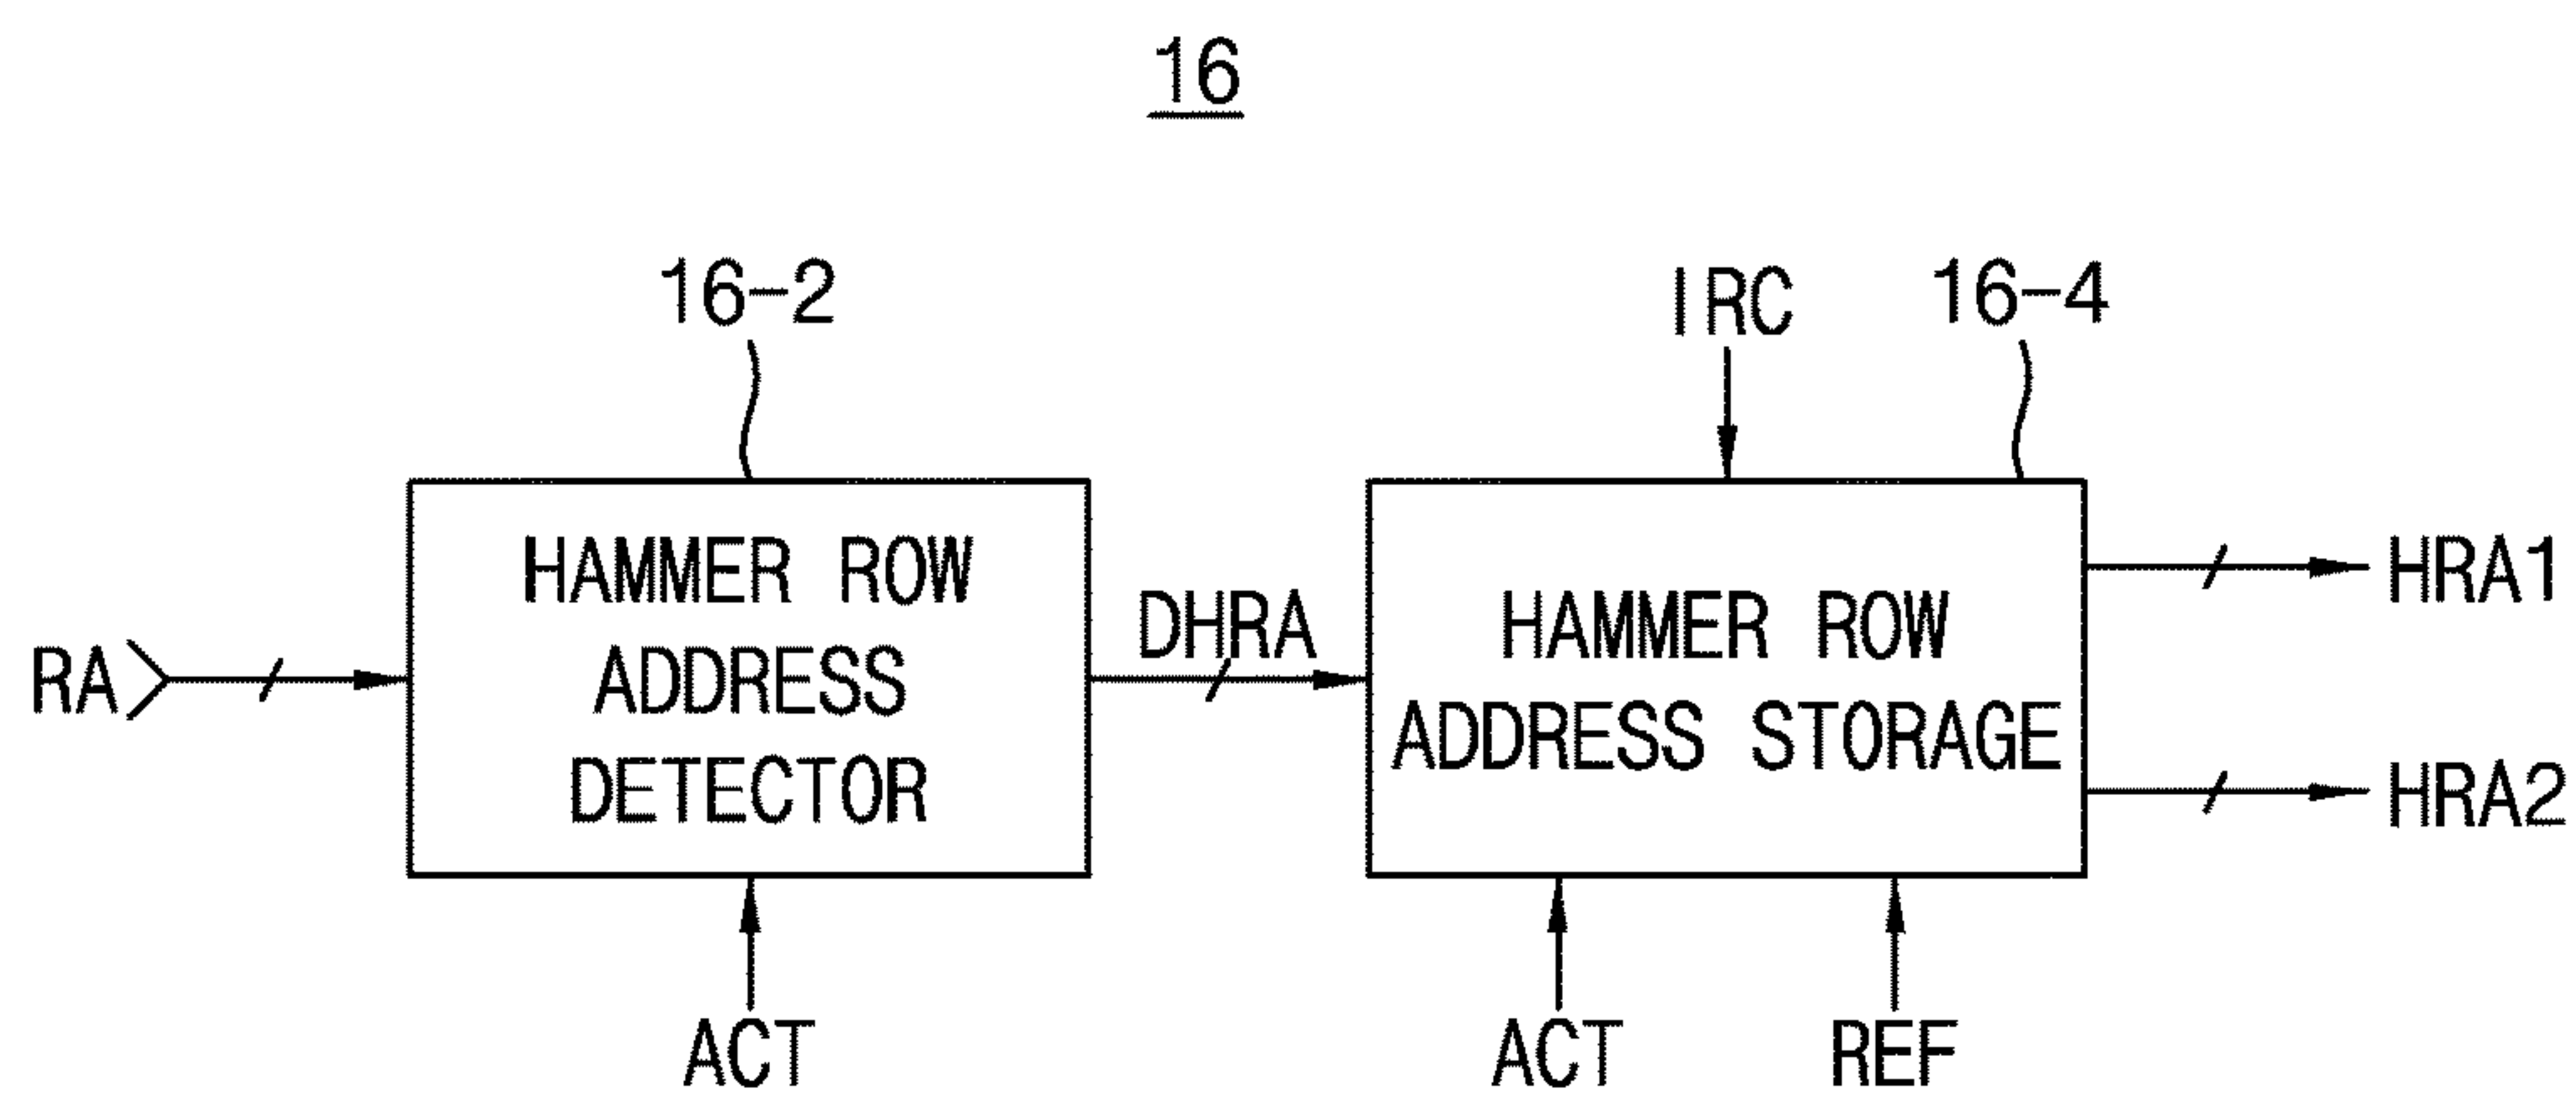 16
16-2
IRC
16-4
HAMMER ROW
ADDRESS
DETECTOR
HAMMER ROW
ADDRESS STORAGE
RA
DHRA
HRA1
HRA2
ACT
ACT
REF